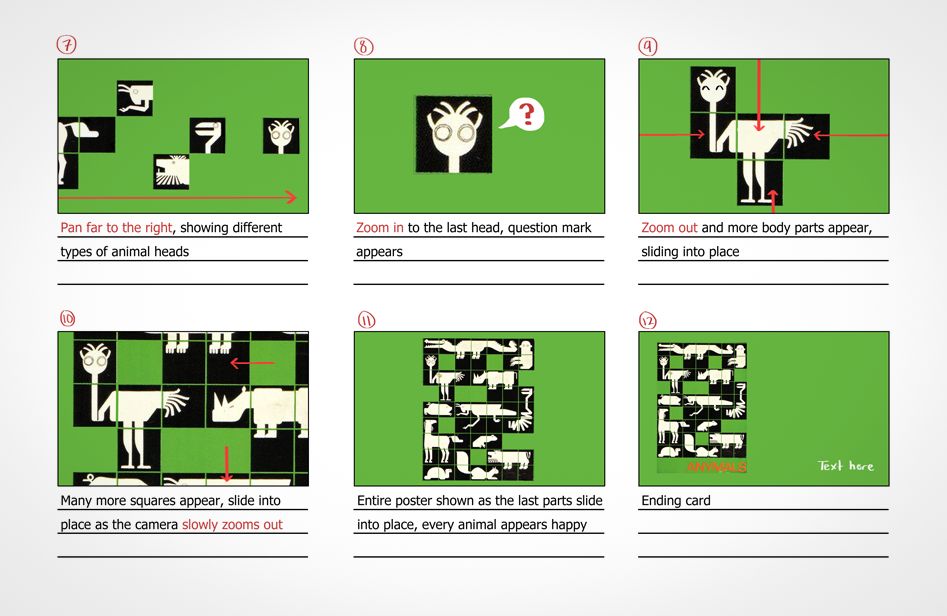 7
8
9
?
Pan far to the right, showing different
types of animal heads
Zoom in to the last head, question mark
appears
Zoom out and more body parts appear,
sliding into place
10
11
12
ANYMALS
Text here
Many more squares appear, slide into
place as the camera slowly zooms out
Entire poster shown as the last parts slide
into place, every animal appears happy
Ending card